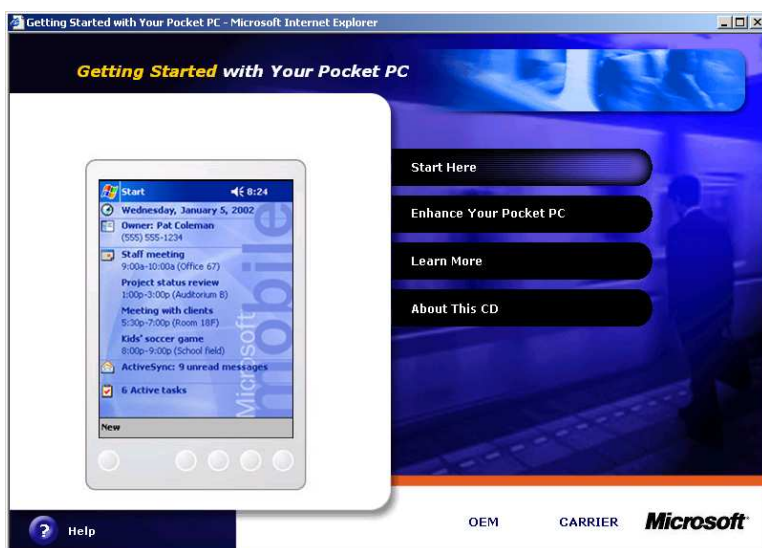 Getting Started with Your Pocket PC - Microsoft Internet Explorer
Getting Started with Your Pocket PC
Start 8:24
Wednesday, January 5, 2002
Owner: Pat Coleman
(555) 555-1234
Staff meeting
9:00a-10:00a (Office 67)
Project status review
1:00p-3:00p (Auditorium B)
Meeting with clients
5:30p-7:00p (Room 18F)
Kids' soccer game
8:00p-9:00p (School field)
ActiveSync: 9 unread messages
6 Active tasks
Microsoft
mobile
New
Start Here
Enhance Your Pocket PC
Learn More
About This CD
? Help
OEM CARRIER Microsoft